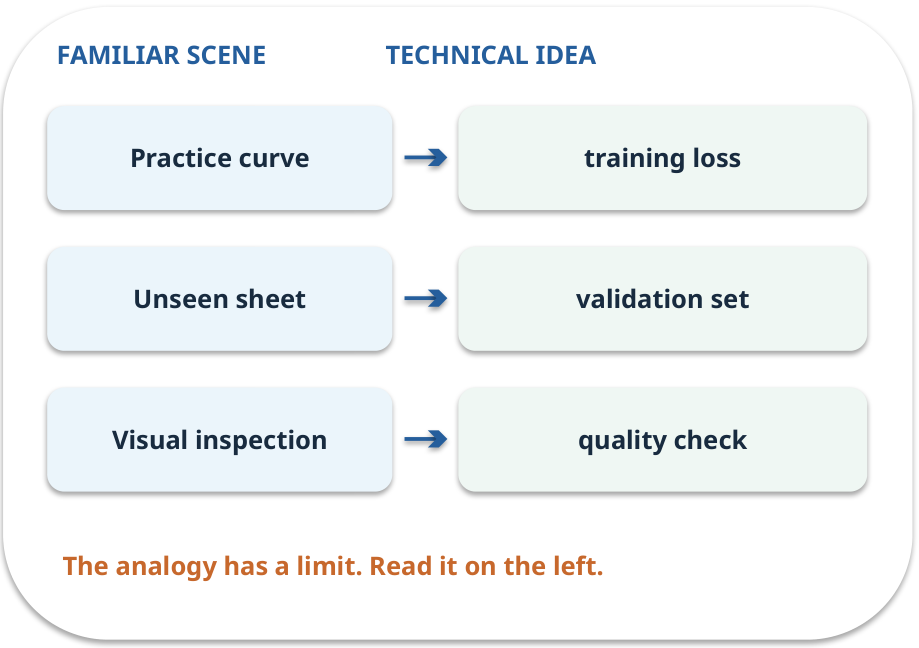 FAMILIAR SCENE
TECHNICAL IDEA
Practice curve
training loss
Unseen sheet
validation set
Visual inspection
quality check
The analogy has a limit. Read it on the left.